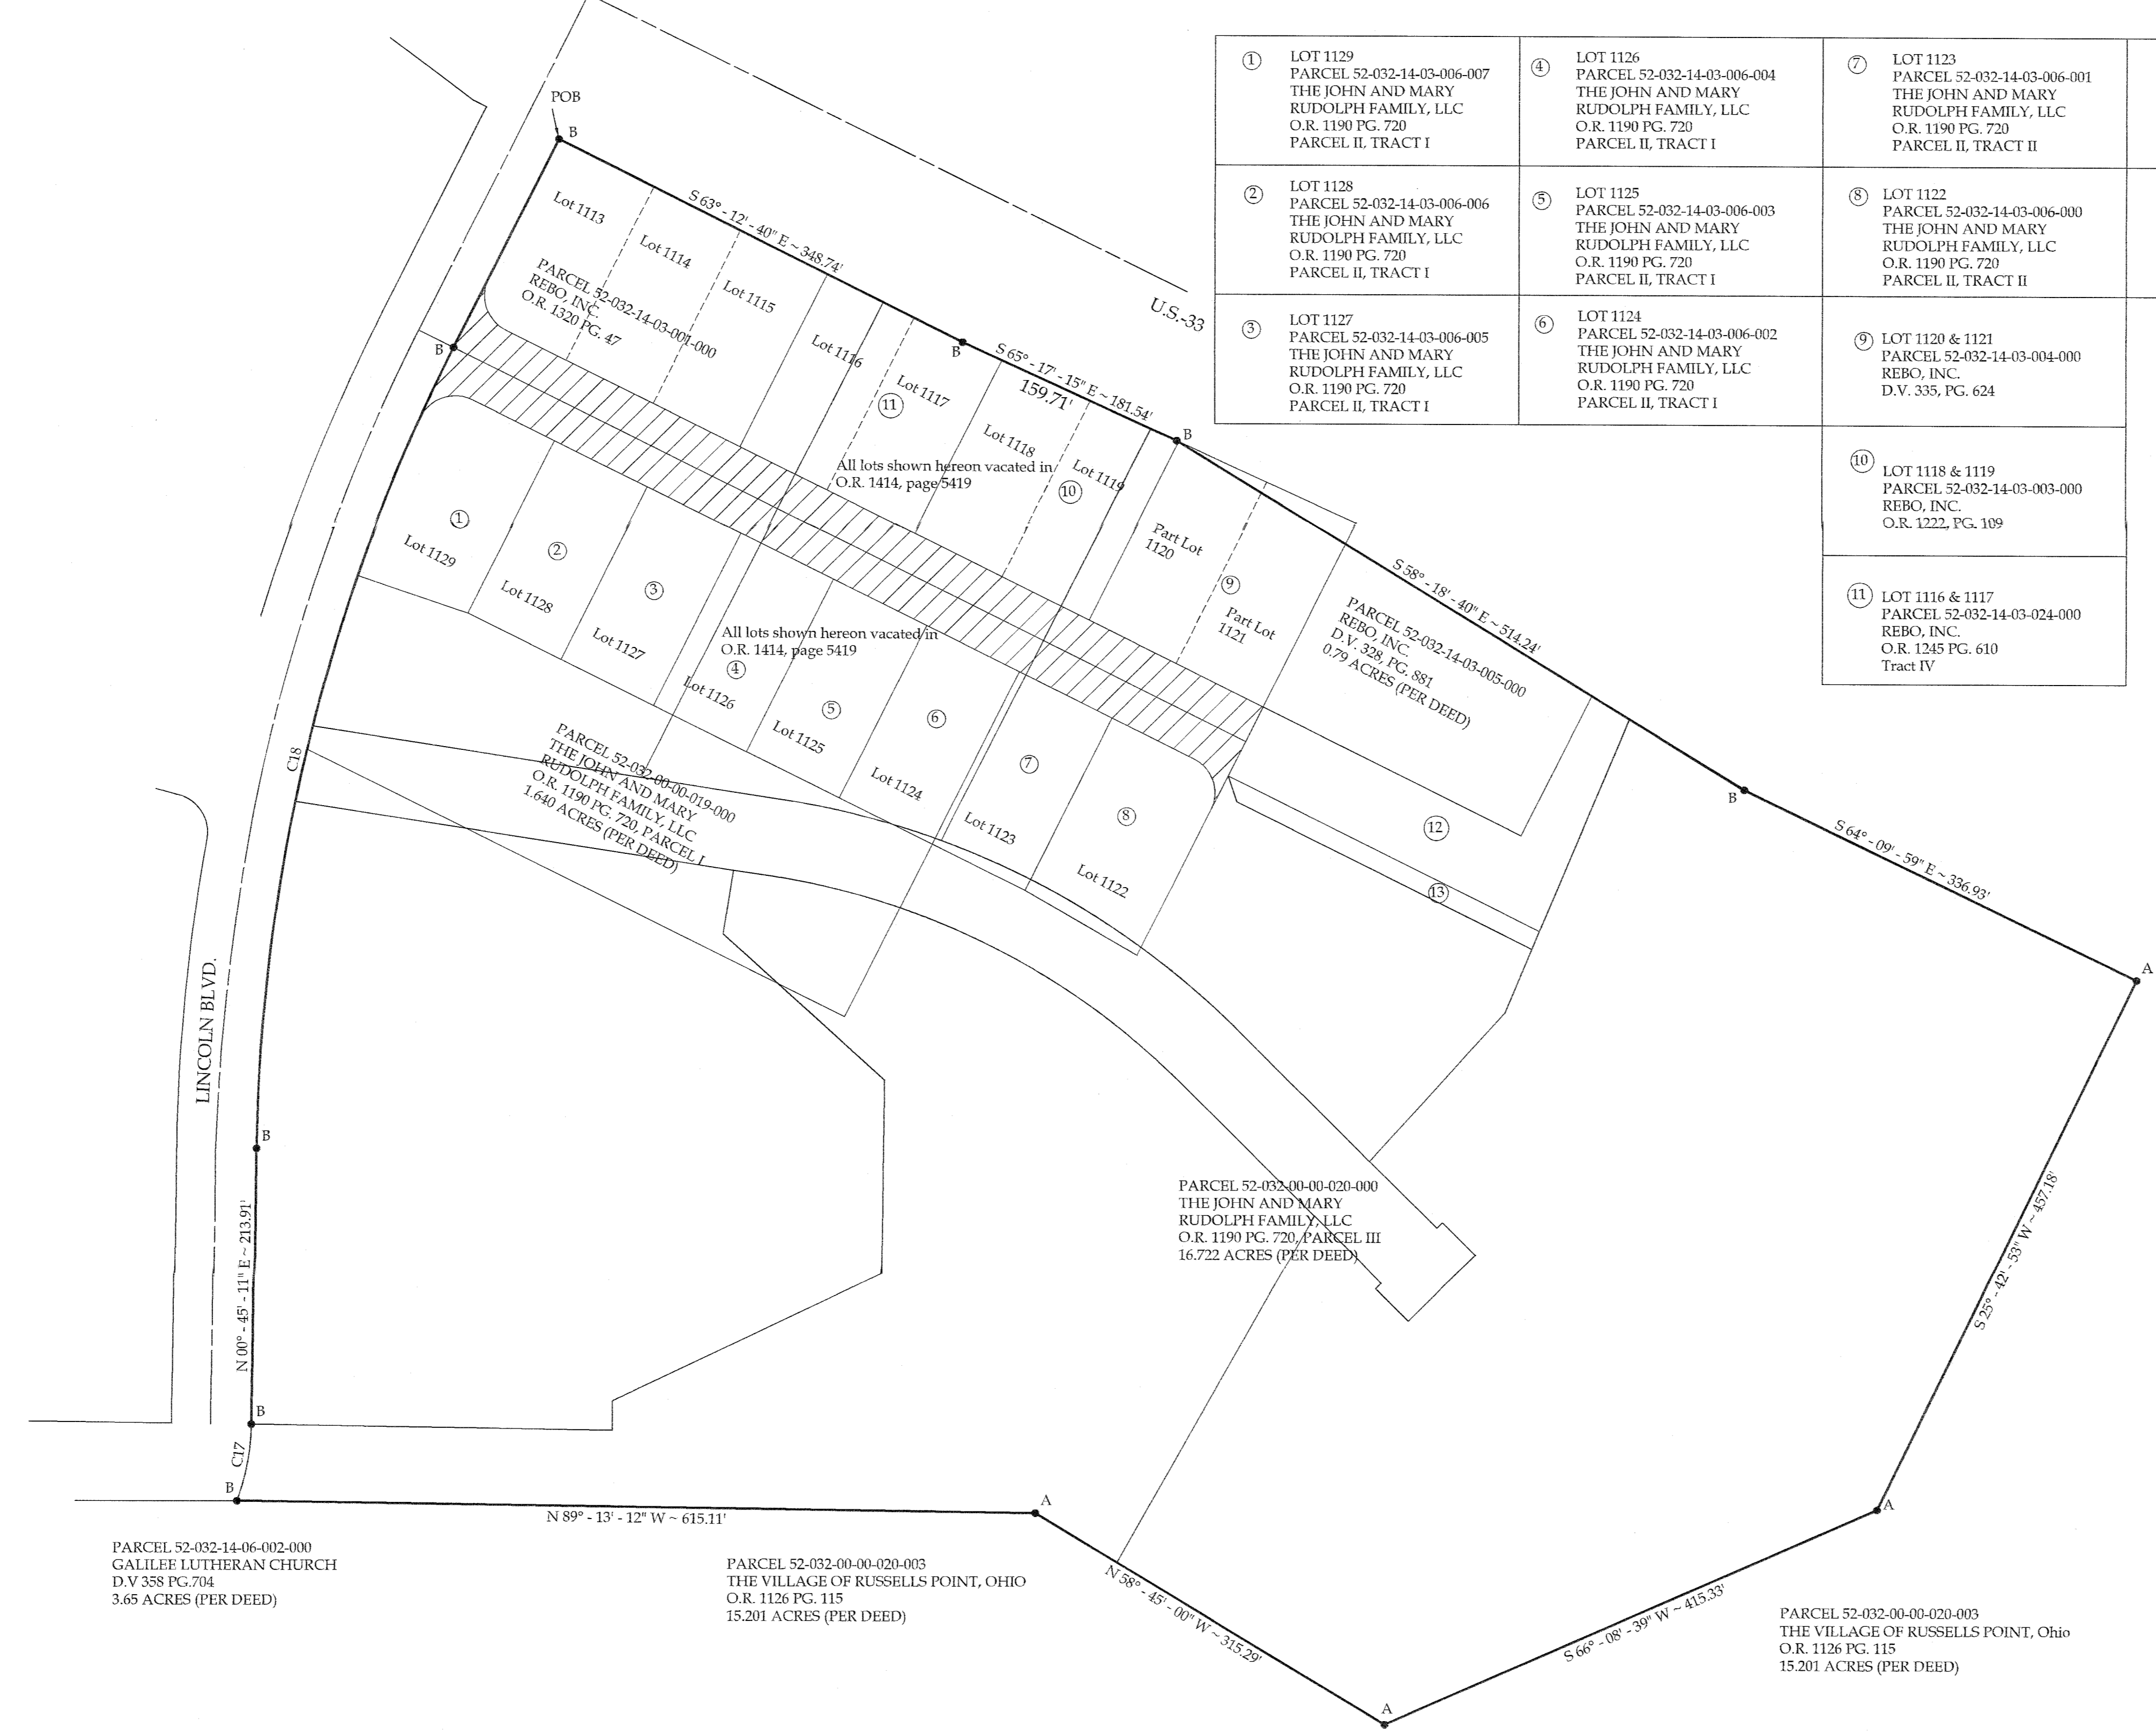 POB
B
Lot 1113
Lot 1114
Lot 1115
Lot 1116
Lot 1117
Lot 1118
Lot 1119
Part Lot
1120
Part Lot
1121
S 63° - 12' - 40" E ~ 348.74'
B
S 65° - 17' - 15" E ~ 181.54'
159.71'
B
U.S.-33
PARCEL 52-032-14-03-001-000
REBO, INC.
O.R. 1320 PG. 47
B
11
10
9
All lots shown hereon vacated in
O.R. 1414, page 5419
S 58° - 18' - 40" E ~ 514.24'
PARCEL 52-032-14-03-005-000
REBO, INC.
D.V. 328, PG. 881
0.79 ACRES (PER DEED)
B
S 64° - 09' - 59" E ~ 336.93'
A
1
Lot 1129
2
Lot 1128
3
Lot 1127
All lots shown hereon vacated in
O.R. 1414, page 5419
4
Lot 1126
5
Lot 1125
6
Lot 1124
7
Lot 1123
8
Lot 1122
12
13
PARCEL 52-032-00-00-019-000
THE JOHN AND MARY
RUDOLPH FAMILY, LLC
O.R. 1190 PG. 720, PARCEL I
1.640 ACRES (PER DEED)
C18
LINCOLN BLVD.
B
N 00° - 45' - 11" E ~ 213.91'
B
C17
B
N 89° - 13' - 12" W ~ 615.11'
A
PARCEL 52-032-00-00-020-000
THE JOHN AND MARY
RUDOLPH FAMILY, LLC
O.R. 1190 PG. 720, PARCEL III
16.722 ACRES (PER DEED)
S 25° - 42' - 53" W ~ 457.18'
A
S 66° - 08' - 39" W ~ 415.33'
N 58° - 45' - 00" W ~ 315.29'
A
PARCEL 52-032-14-06-002-000
GALILEE LUTHERAN CHURCH
D.V 358 PG.704
3.65 ACRES (PER DEED)
PARCEL 52-032-00-00-020-003
THE VILLAGE OF RUSSELLS POINT, OHIO
O.R. 1126 PG. 115
15.201 ACRES (PER DEED)
PARCEL 52-032-00-00-020-003
THE VILLAGE OF RUSSELLS POINT, Ohio
O.R. 1126 PG. 115
15.201 ACRES (PER DEED)
1
LOT 1129
PARCEL 52-032-14-03-006-007
THE JOHN AND MARY
RUDOLPH FAMILY, LLC
O.R. 1190 PG. 720
PARCEL II, TRACT I
2
LOT 1128
PARCEL 52-032-14-03-006-006
THE JOHN AND MARY
RUDOLPH FAMILY, LLC
O.R. 1190 PG. 720
PARCEL II, TRACT I
3
LOT 1127
PARCEL 52-032-14-03-006-005
THE JOHN AND MARY
RUDOLPH FAMILY, LLC
O.R. 1190 PG. 720
PARCEL II, TRACT I
4
LOT 1126
PARCEL 52-032-14-03-006-004
THE JOHN AND MARY
RUDOLPH FAMILY, LLC
O.R. 1190 PG. 720
PARCEL II, TRACT I
5
LOT 1125
PARCEL 52-032-14-03-006-003
THE JOHN AND MARY
RUDOLPH FAMILY, LLC
O.R. 1190 PG. 720
PARCEL II, TRACT I
6
LOT 1124
PARCEL 52-032-14-03-006-002
THE JOHN AND MARY
RUDOLPH FAMILY, LLC
O.R. 1190 PG. 720
PARCEL II, TRACT I
7
LOT 1123
PARCEL 52-032-14-03-006-001
THE JOHN AND MARY
RUDOLPH FAMILY, LLC
O.R. 1190 PG. 720
PARCEL II, TRACT II
8
LOT 1122
PARCEL 52-032-14-03-006-000
THE JOHN AND MARY
RUDOLPH FAMILY, LLC
O.R. 1190 PG. 720
PARCEL II, TRACT II
9
LOT 1120 & 1121
PARCEL 52-032-14-03-004-000
REBO, INC.
D.V. 335, PG. 624
10
LOT 1118 & 1119
PARCEL 52-032-14-03-003-000
REBO, INC.
O.R. 1222, PG. 109
11
LOT 1116 & 1117
PARCEL 52-032-14-03-024-000
REBO, INC.
O.R. 1245 PG. 610
Tract IV